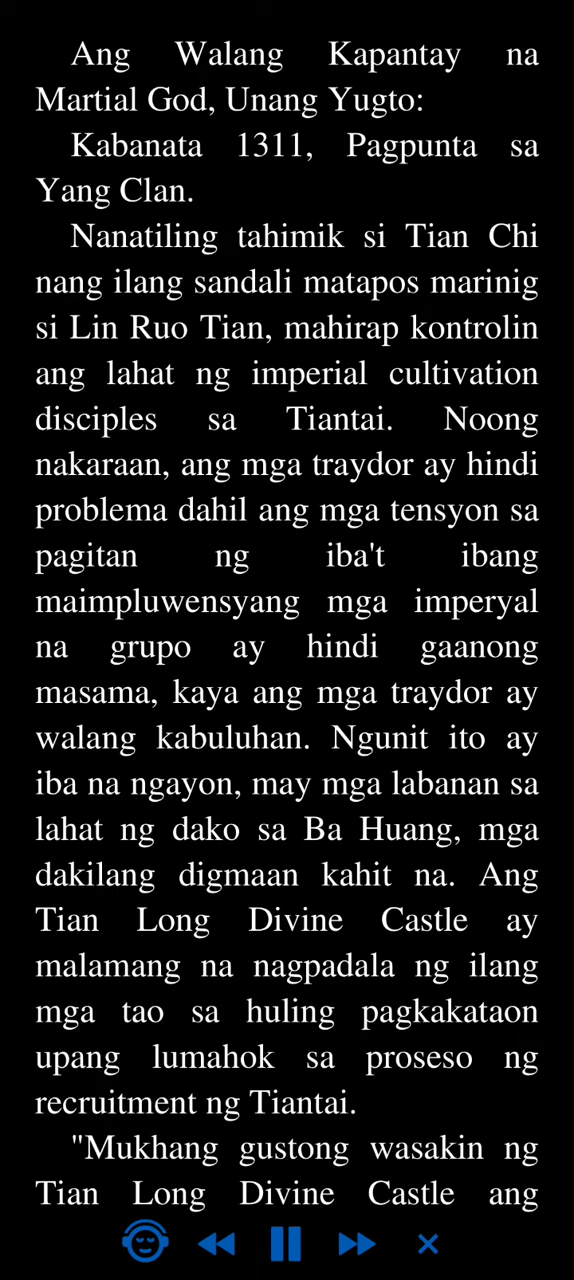 Ang Walang Kapantay na
Martial God, Unang Yugto:
Kabanata 1311, Pagpunta sa
Yang Clan.
Nanatiling tahimik si Tian Chi
nang ilang sandali matapos marinig
si Lin Ruo Tian, mahirap kontrolin
ang lahat ng imperial cultivation
disciples sa Tiantai. Noong
nakaraan, ang mga traydor ay hindi
problema dahil ang mga tensyon sa
pagitan ng iba't ibang
maimpluwensyang mga imperyal
na grupo ay hindi gaanong
masama, kaya ang mga traydor ay
walang kabuluhan. Ngunit ito ay
iba na ngayon, may mga labanan sa
lahat ng dako sa Ba Huang, mga
dakilang digmaan kahit na. Ang
Tian Long Divine Castle ay
malamang na nagpadala ng ilang
mga tao sa huling pagkakataon
upang lumahok sa proseso ng
recruitment ng Tiantai.
"Mukhang gustong wasakin ng
Tian Long Divine Castle ang